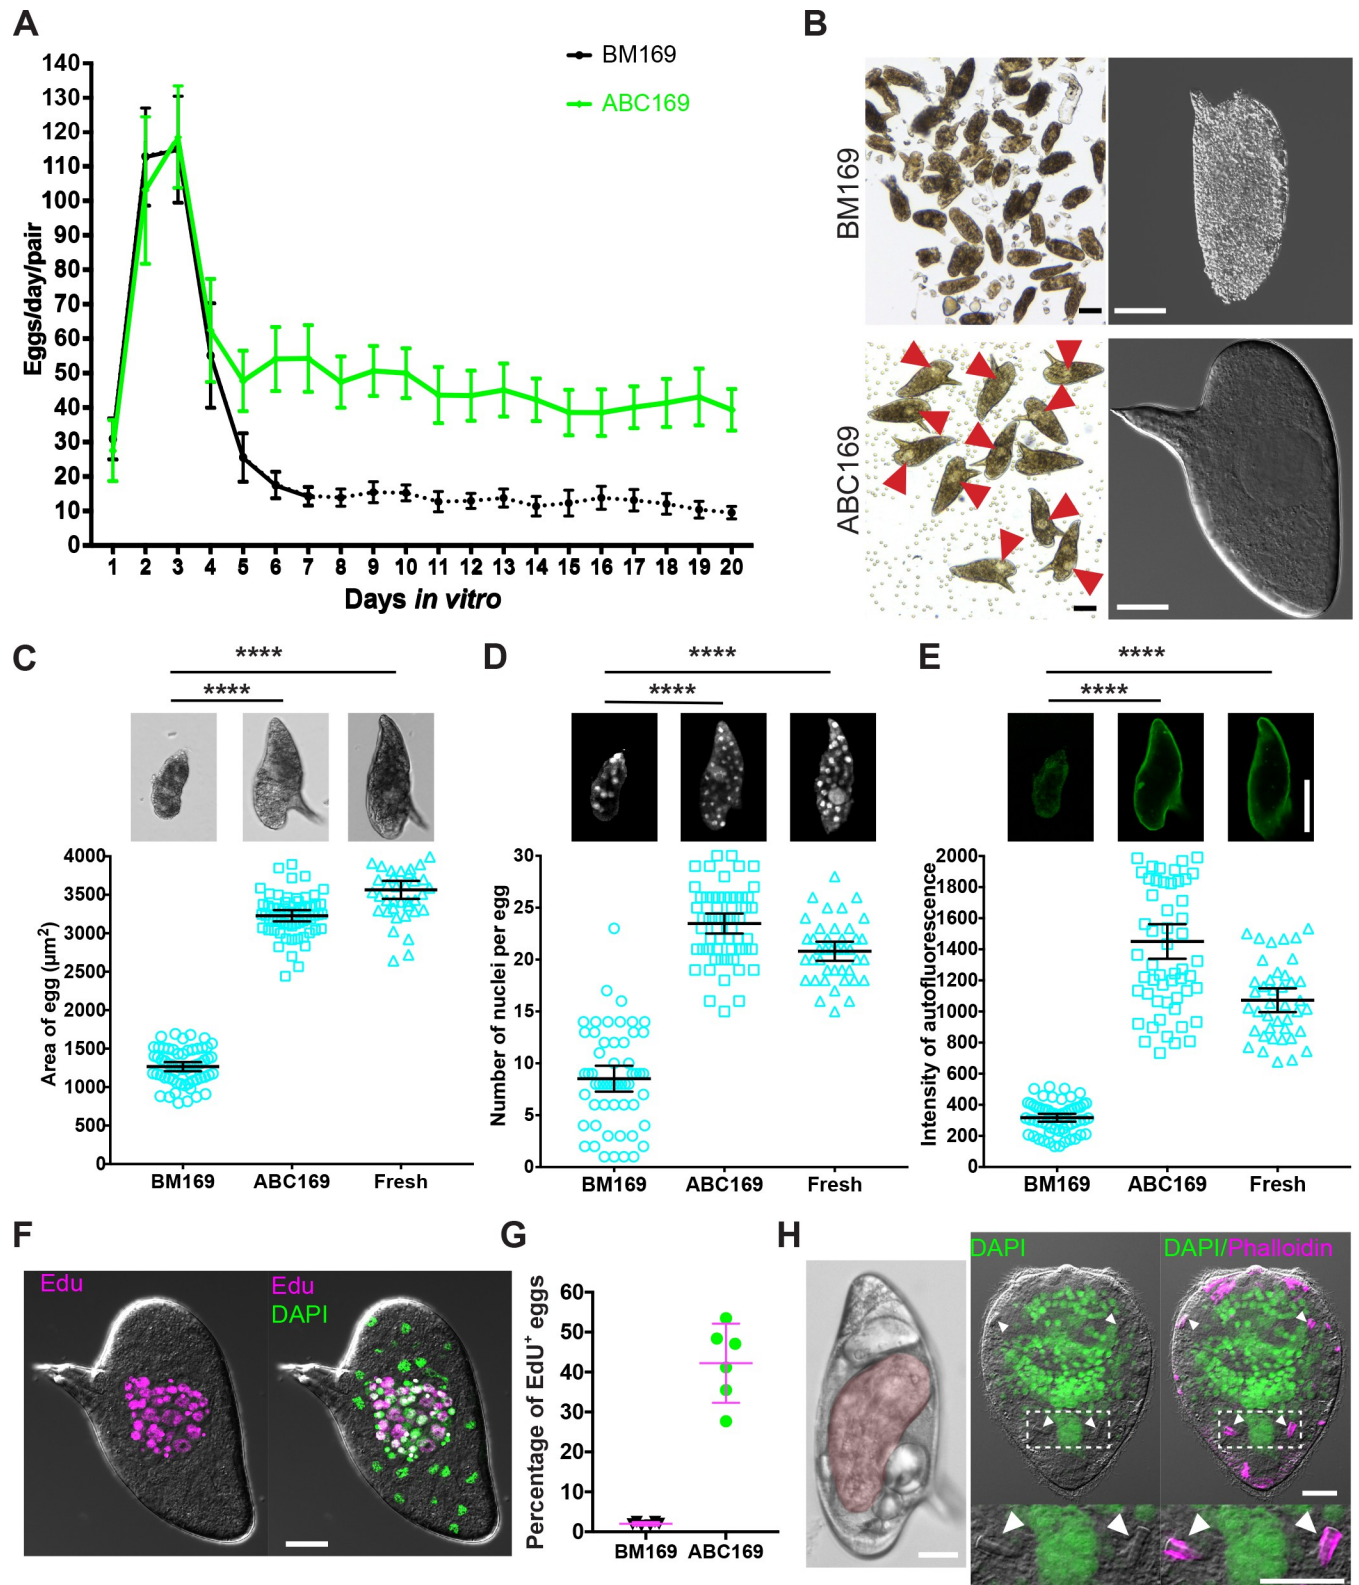 A
140
130
120
110
100
90
80
70
60
50
40
30
20
10
0
Eggs/day/pair
1 2 3 4 5 6 7 8 9 10 11 12 13 14 15 16 17 18 19 20
Days in vitro
BM169
ABC169
B
BM169
ABC169
C
****
****
4000
3500
3000
2500
2000
1500
1000
500
0
Area of egg (µm²)
BM169 ABC169 Fresh
D
****
****
30
25
20
15
10
5
0
Number of nuclei per egg
BM169 ABC169 Fresh
E
****
****
2000
1800
1600
1400
1200
1000
800
600
400
200
0
Intensity of autofluorescence
BM169 ABC169 Fresh
F
Edu
Edu
DAPI
G
60
50
40
30
20
10
0
Percentage of EdU⁺ eggs
BM169 ABC169
H
DAPI
DAPI/Phalloidin